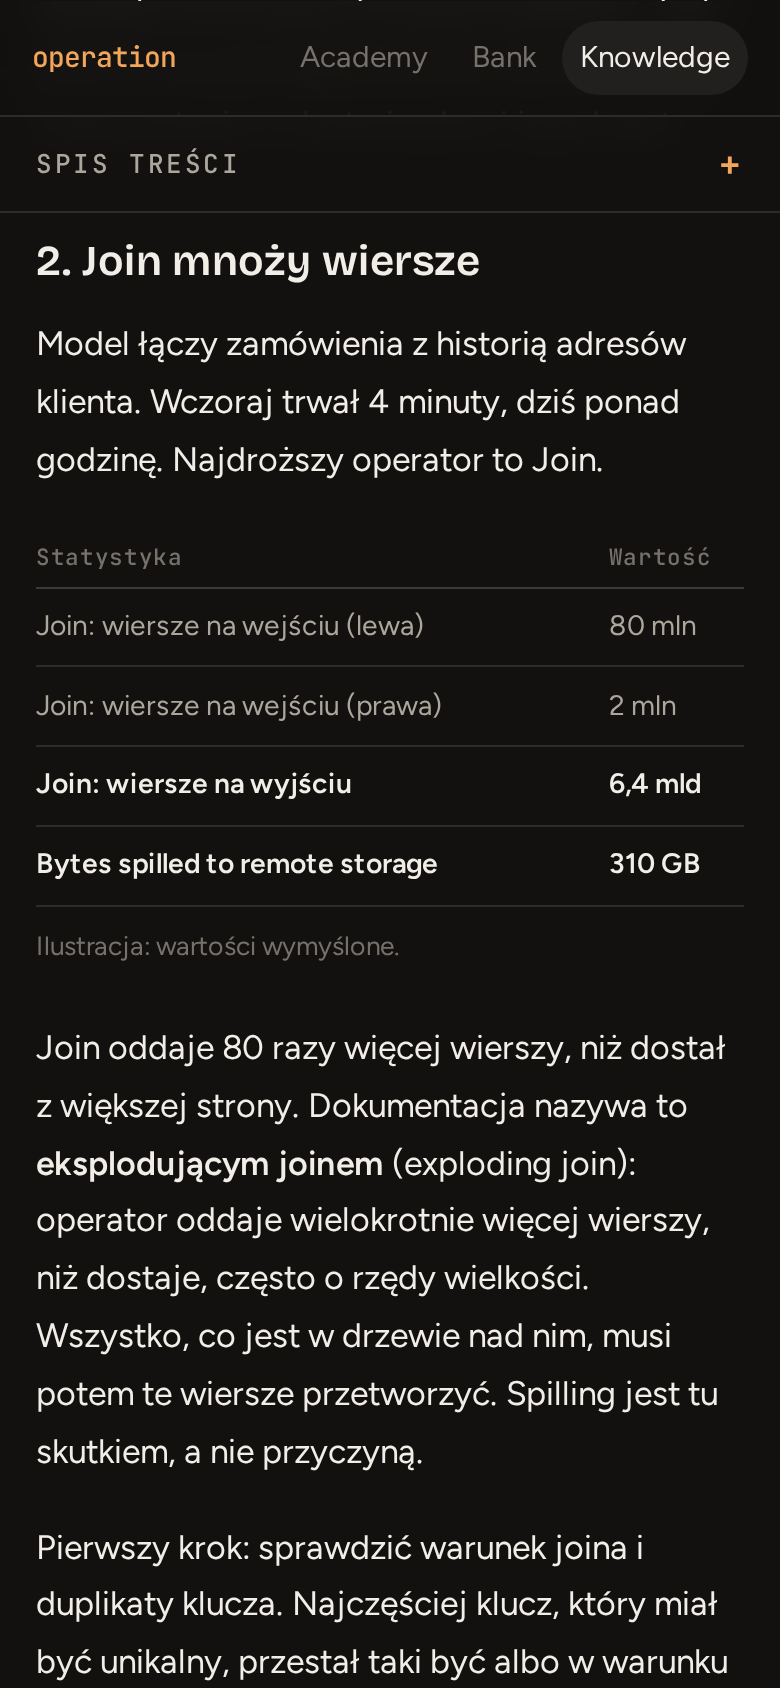 operation
Academy
Bank
Knowledge
SPIS TREŚCI
+
2. Join mnoży wiersze
Model łączy zamówienia z historią adresów
klienta. Wczoraj trwał 4 minuty, dziś ponad
godzinę. Najdroższy operator to Join.
Statystyka Wartość
Join: wiersze na wejściu (lewa) 80 mln
Join: wiersze na wejściu (prawa) 2 mln
Join: wiersze na wyjściu 6,4 mld
Bytes spilled to remote storage 310 GB
Ilustracja: wartości wymyślone.
Join oddaje 80 razy więcej wierszy, niż dostał
z większej strony. Dokumentacja nazywa to
eksplodującym joinem (exploding join):
operator oddaje wielokrotnie więcej wierszy,
niż dostaje, często o rzędy wielkości.
Wszystko, co jest w drzewie nad nim, musi
potem te wiersze przetworzyć. Spilling jest tu
skutkiem, a nie przyczyną.
Pierwszy krok: sprawdzić warunek joina i
duplikaty klucza. Najczęściej klucz, który miał
być unikalny, przestał taki być albo w warunku